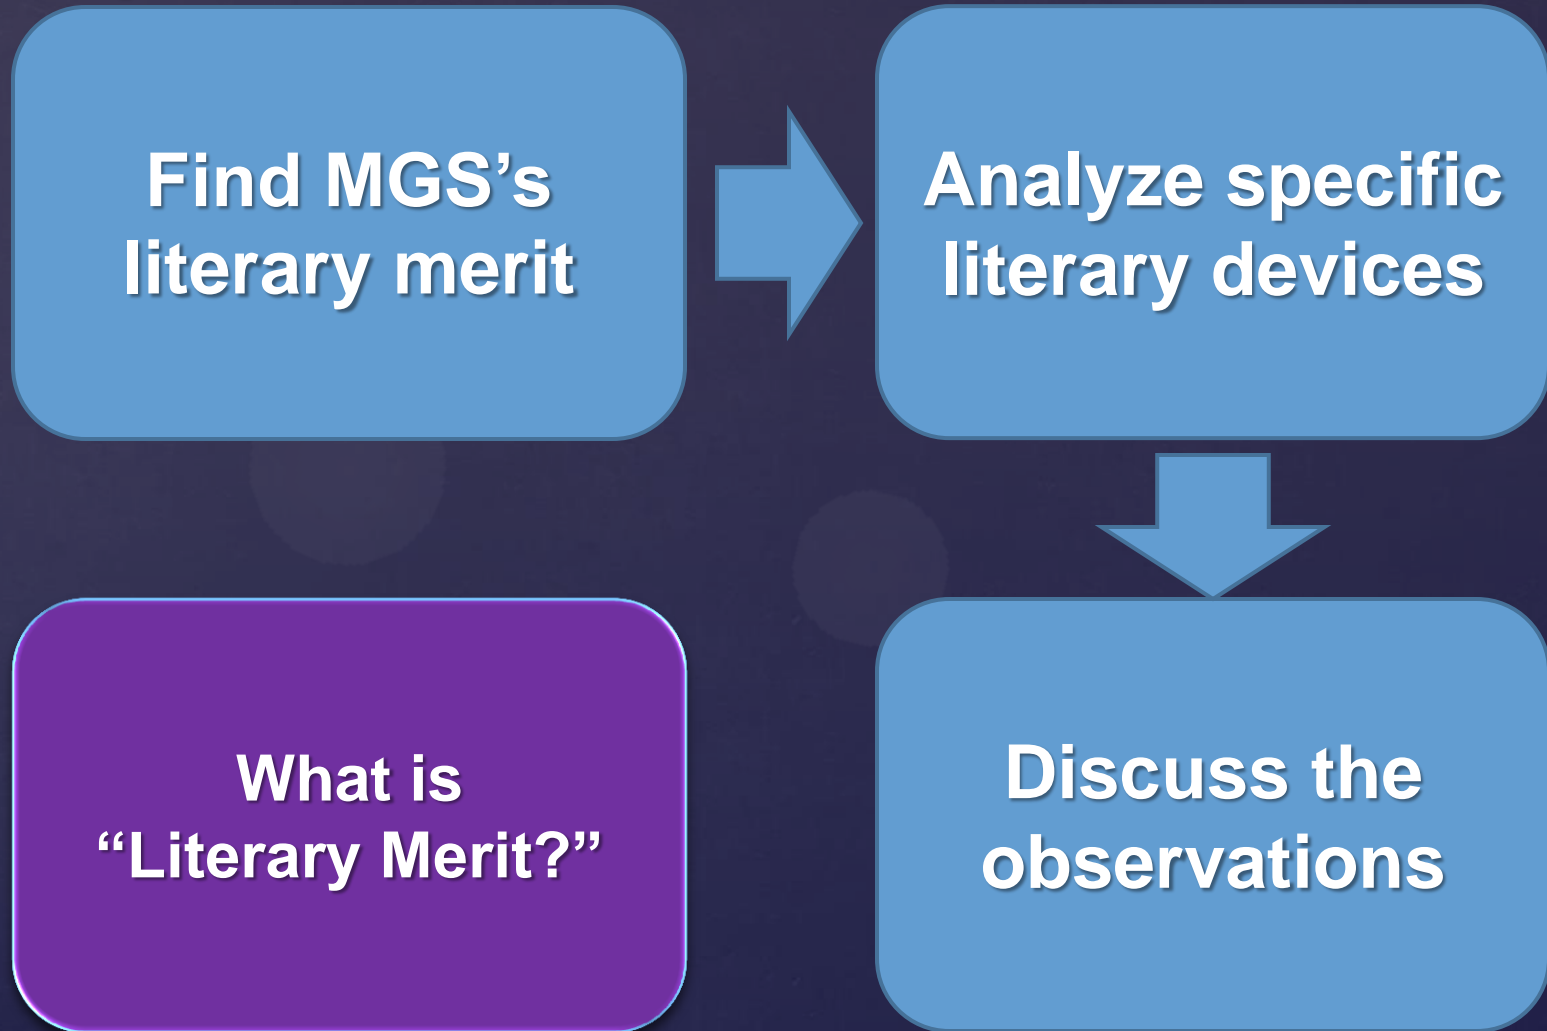 Find MGS’s
literary merit
Analyze specific
literary devices
Discuss the
observations
What is
“Literary Merit?”